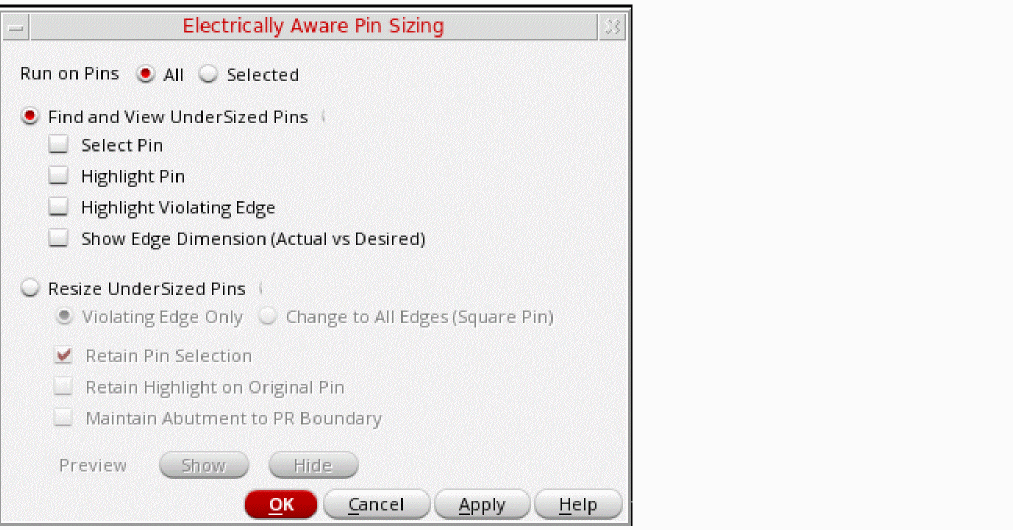 Electrically Aware Pin Sizing
Run on Pins All Selected
Find and View UnderSized Pins
Select Pin
Highlight Pin
Highlight Violating Edge
Show Edge Dimension (Actual vs Desired)
Resize UnderSized Pins
Violating Edge Only Change to All Edges (Square Pin)
Retain Pin Selection
Retain Highlight on Original Pin
Maintain Abutment to PR Boundary
Preview Show Hide
OK Cancel Apply Help